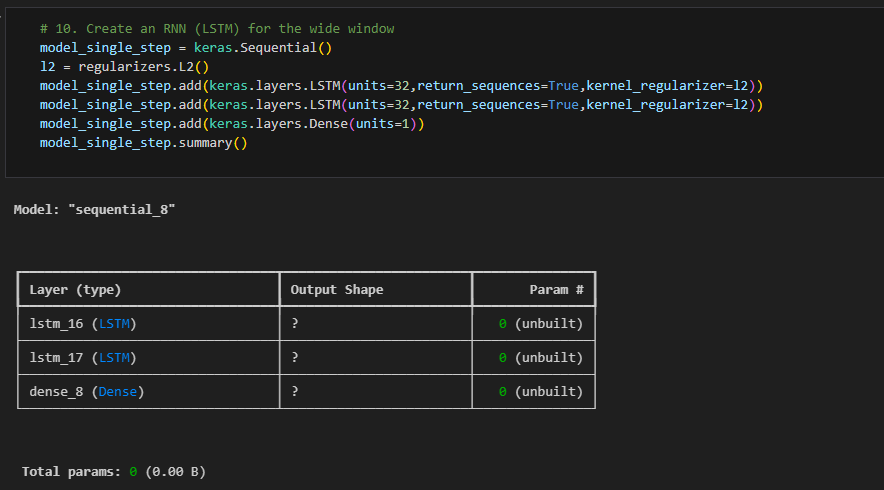 # 10. Create an RNN (LSTM) for the wide window
model_single_step = keras.Sequential()
l2 = regularizers.L2()
model_single_step.add(keras.layers.LSTM(units=32,return_sequences=True,kernel_regularizer=l2))
model_single_step.add(keras.layers.LSTM(units=32,return_sequences=True,kernel_regularizer=l2))
model_single_step.add(keras.layers.Dense(units=1))
model_single_step.summary()
Model: "sequential_8"
Layer (type) Output Shape Param #
lstm_16 (LSTM) ? 0 (unbuilt)
lstm_17 (LSTM) ? 0 (unbuilt)
dense_8 (Dense) ? 0 (unbuilt)
Total params: 0 (0.00 B)